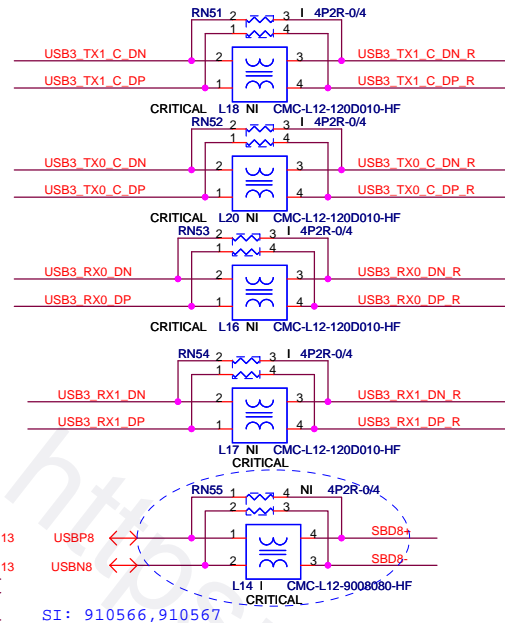 RN51 2 3 I 4P2R-0/4
1 4
USB3_TX1_C_DN 2 3 USB3_TX1_C_DN_R
USB3_TX1_C_DP 1 4 USB3_TX1_C_DP_R
CRITICAL L18 NI CMC-L12-120D010-HF
RN52 2 3 I 4P2R-0/4
1 4
USB3_TX0_C_DN 2 3 USB3_TX0_C_DN_R
USB3_TX0_C_DP 1 4 USB3_TX0_C_DP_R
CRITICAL L20 NI CMC-L12-120D010-HF
RN53 2 3 I 4P2R-0/4
1 4
USB3_RX0_DN 2 3 USB3_RX0_DN_R
USB3_RX0_DP 1 4 USB3_RX0_DP_R
CRITICAL L16 NI CMC-L12-120D010-HF
RN54 2 3 I 4P2R-0/4
1 4
USB3_RX1_DN 2 3 USB3_RX1_DN_R
USB3_RX1_DP 1 4 USB3_RX1_DP_R
L17 NI CMC-L12-120D010-HF
CRITICAL
RN55 1 4 NI 4P2R-0/4
2 3
13 USBP8 1 4 SBD8+
13 USBN8 2 3 SBD8-
L14 I CMC-L12-9008080-HF
CRITICAL
SI: 910566,910567
https